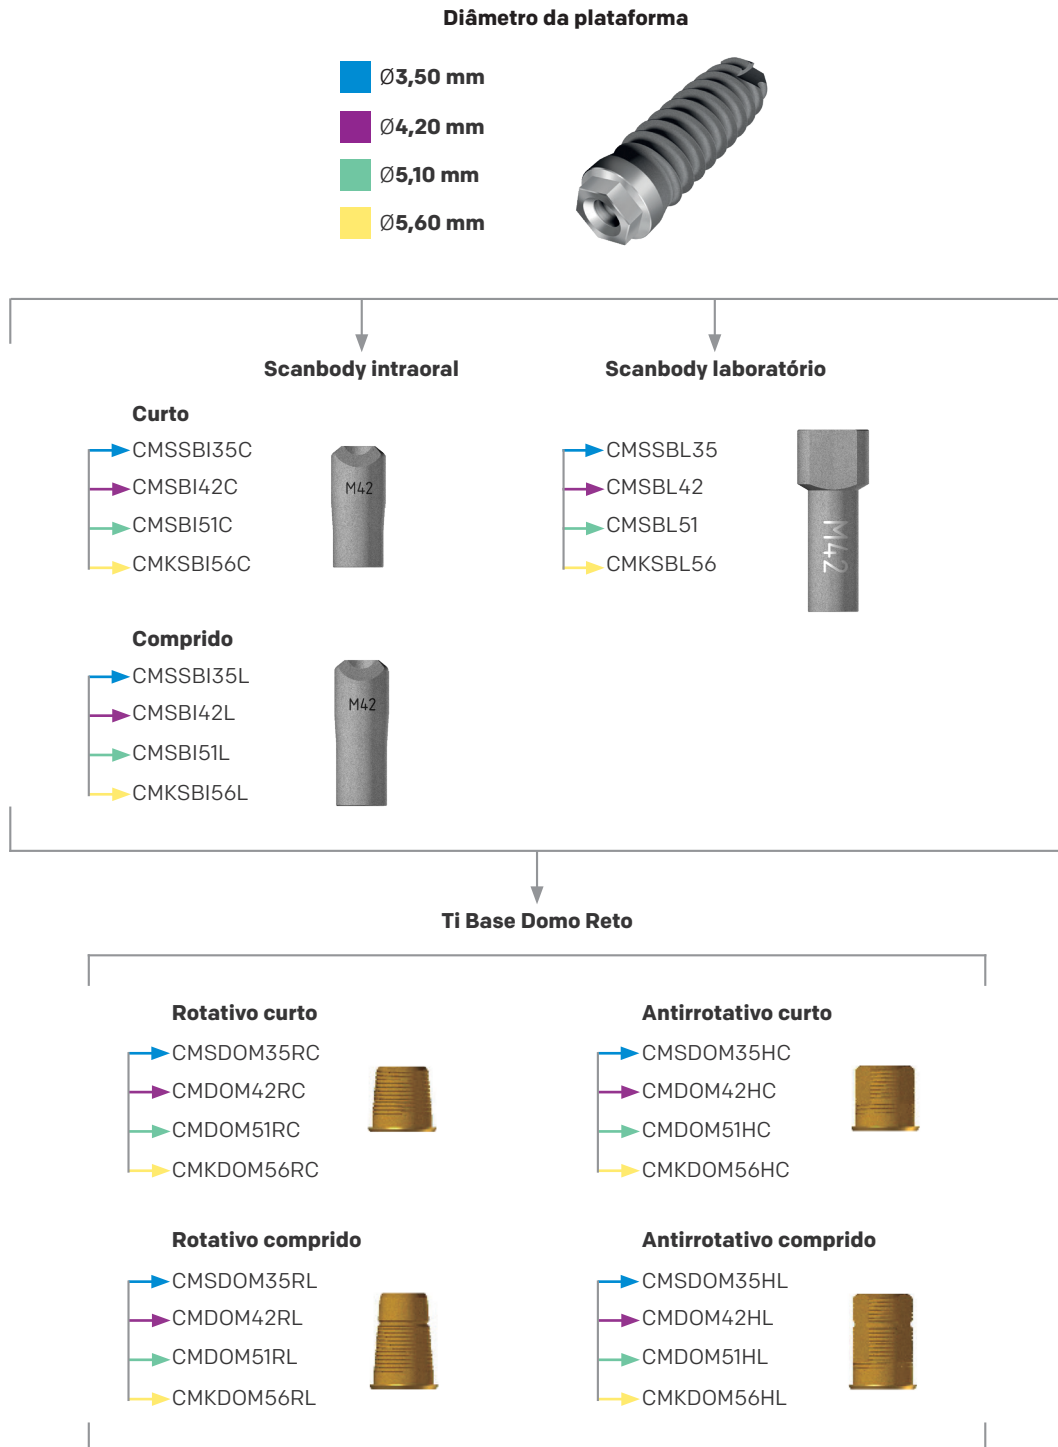 Diâmetro da plataforma
Ø3,50 mm
Ø4,20 mm
Ø5,10 mm
Ø5,60 mm
Scanbody intraoral
Curto
CMSSBI35C
CMSBI42C
CMSBI51C
CMKSBI56C
M42
Comprido
CMSSBI35L
CMSBI42L
CMSBI51L
CMKSBI56L
M42
Scanbody laboratório
CMSSBL35
CMSBL42
CMSBL51
CMKSBL56
M42
Ti Base Domo Reto
Rotativo curto
CMSDOM35RC
CMDOM42RC
CMDOM51RC
CMKDOM56RC
Antirrotativo curto
CMSDOM35HC
CMDOM42HC
CMDOM51HC
CMKDOM56HC
Rotativo comprido
CMSDOM35RL
CMDOM42RL
CMDOM51RL
CMKDOM56RL
Antirrotativo comprido
CMSDOM35HL
CMDOM42HL
CMDOM51HL
CMKDOM56HL